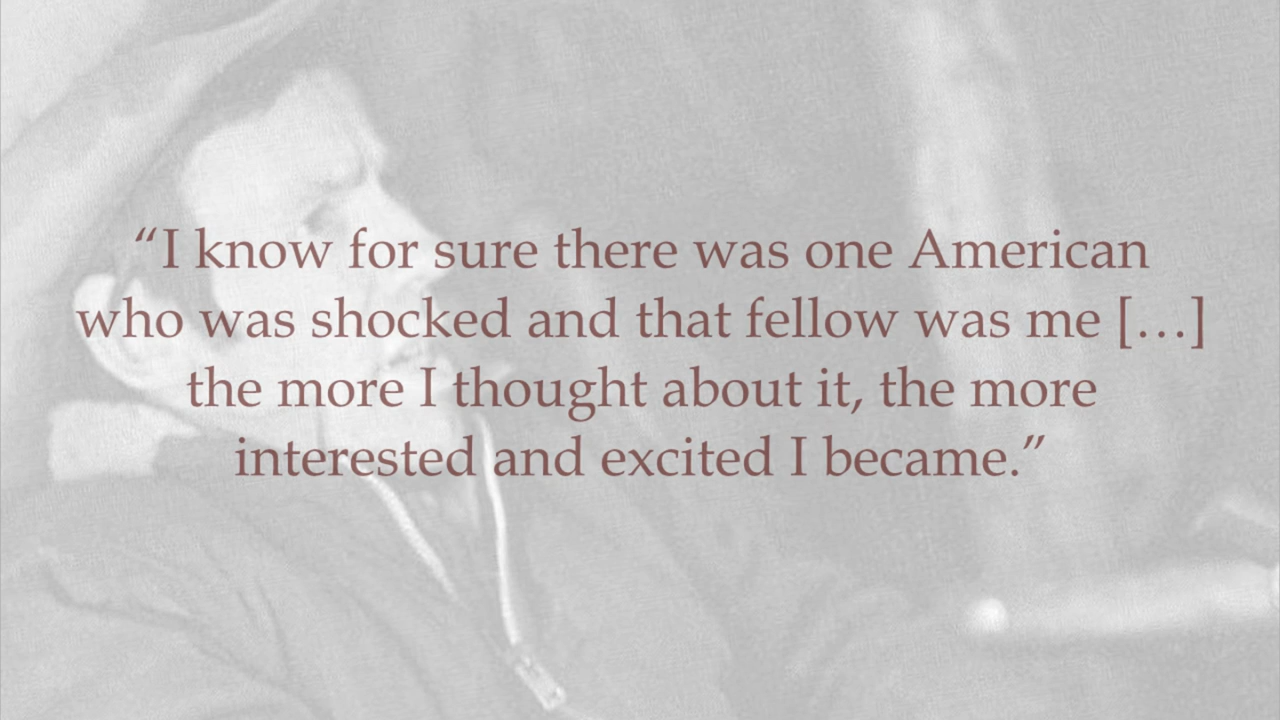 “I know for sure there was one American
who was shocked and that fellow was me […]
the more I thought about it, the more
interested and excited I became.”